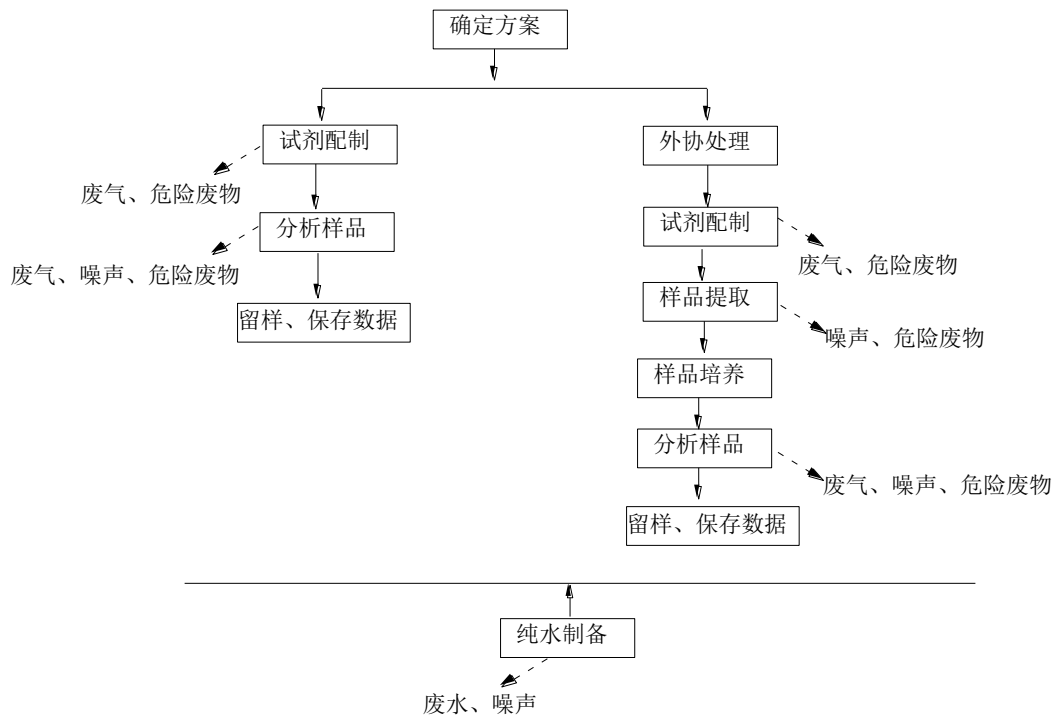 确定方案
试剂配制
外协处理
废气、危险废物
分析样品
试剂配制
废气、噪声、危险废物
废气、危险废物
留样、保存数据
样品提取
噪声、危险废物
样品培养
分析样品
废气、噪声、危险废物
留样、保存数据
纯水制备
废水、噪声